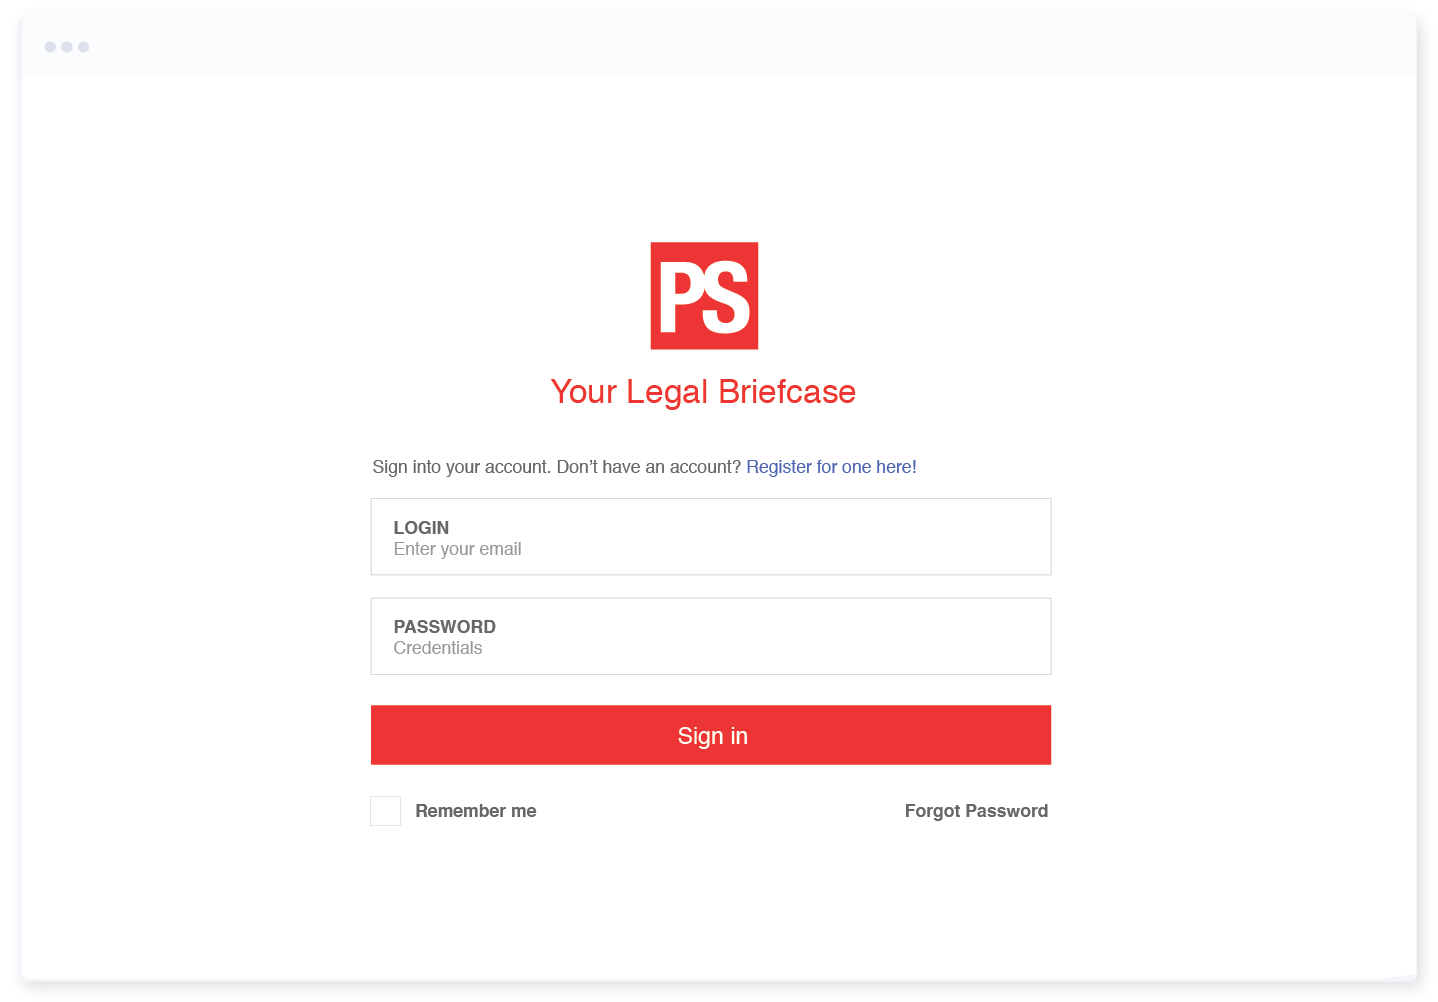 PS
Your Legal Briefcase
Sign into your account. Don’t have an account? Register for one here!
LOGIN
Enter your email
PASSWORD
Credentials
Sign in
Remember me Forgot Password